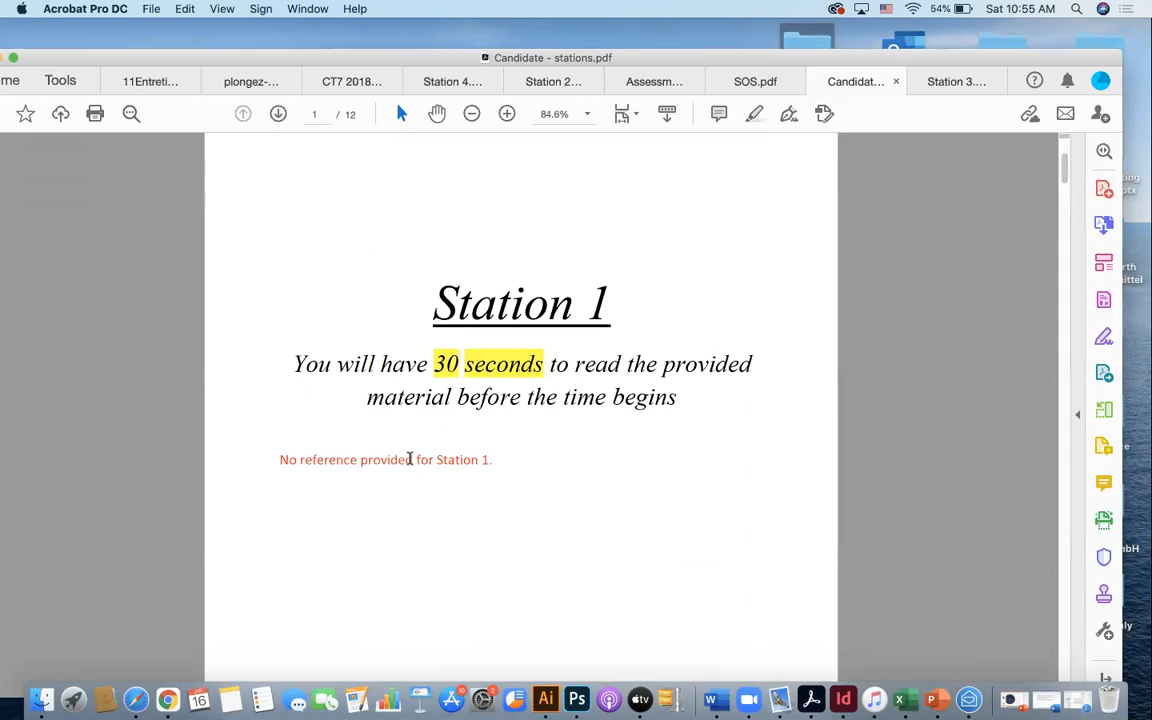 Acrobat Pro DC File Edit View Sign Window Help 54% Sat 10:55 AM
Candidate - stations.pdf
me Tools 11Entreti... plongez-... CT7 2018... Station 4.... Station 2... Assessm... SOS.pdf Candidat... × Station 3....
1 / 12 84.6%
Station 1
You will have 30 seconds to read the provided
material before the time begins
No reference provided for Station 1.